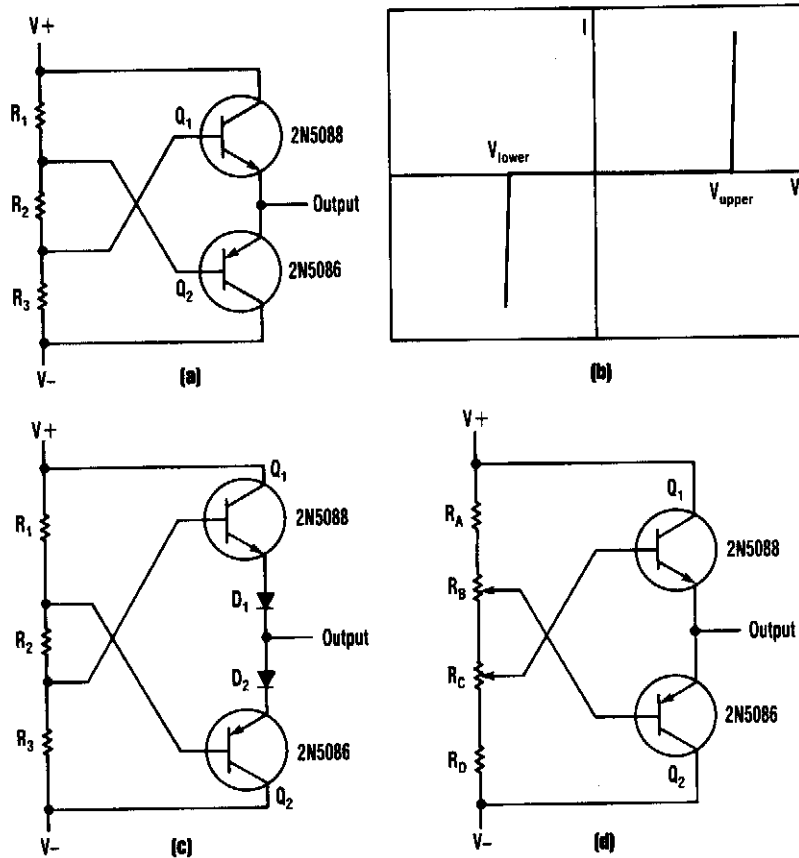 V+
R1
R2
R3
V–
Q1
2N5088
Output
Q2
2N5086
(a)
I
Vlower
Vupper
V
(b)
V+
R1
R2
R3
V–
Q1
2N5088
D1
Output
D2
2N5086
Q2
(c)
V+
RA
RB
RC
RD
V–
Q1
2N5088
Output
2N5086
Q2
(d)